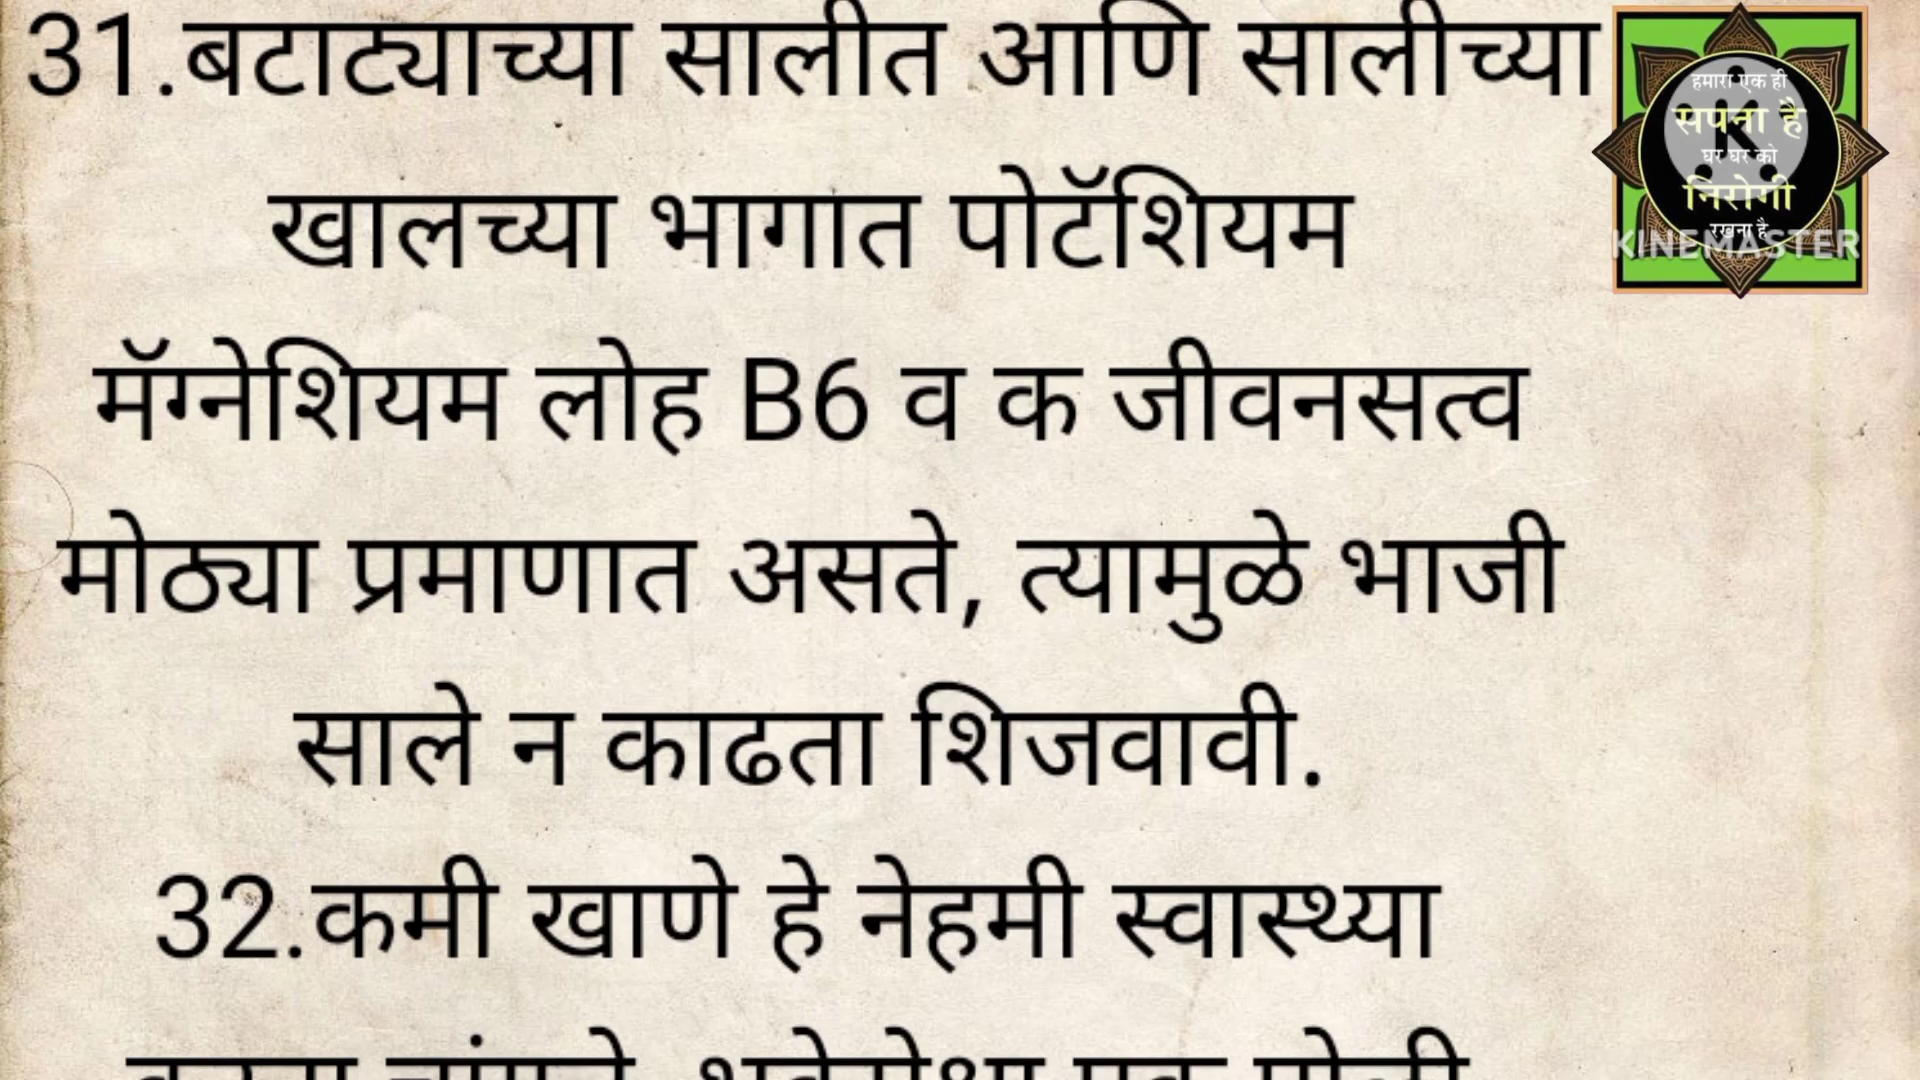 31.बटाट्याच्या सालीत आणि सालीच्या
खालच्या भागात पोटॅशियम
मॅग्नेशियम लोह B6 व क जीवनसत्व
मोठ्या प्रमाणात असते, त्यामुळे भाजी
साले न काढता शिजवावी.
32.कमी खाणे हे नेहमी स्वास्थ्या
हमारा एक ही
सपना है
घर घर को
निरोगी
रखना है
K
KINEMASTER